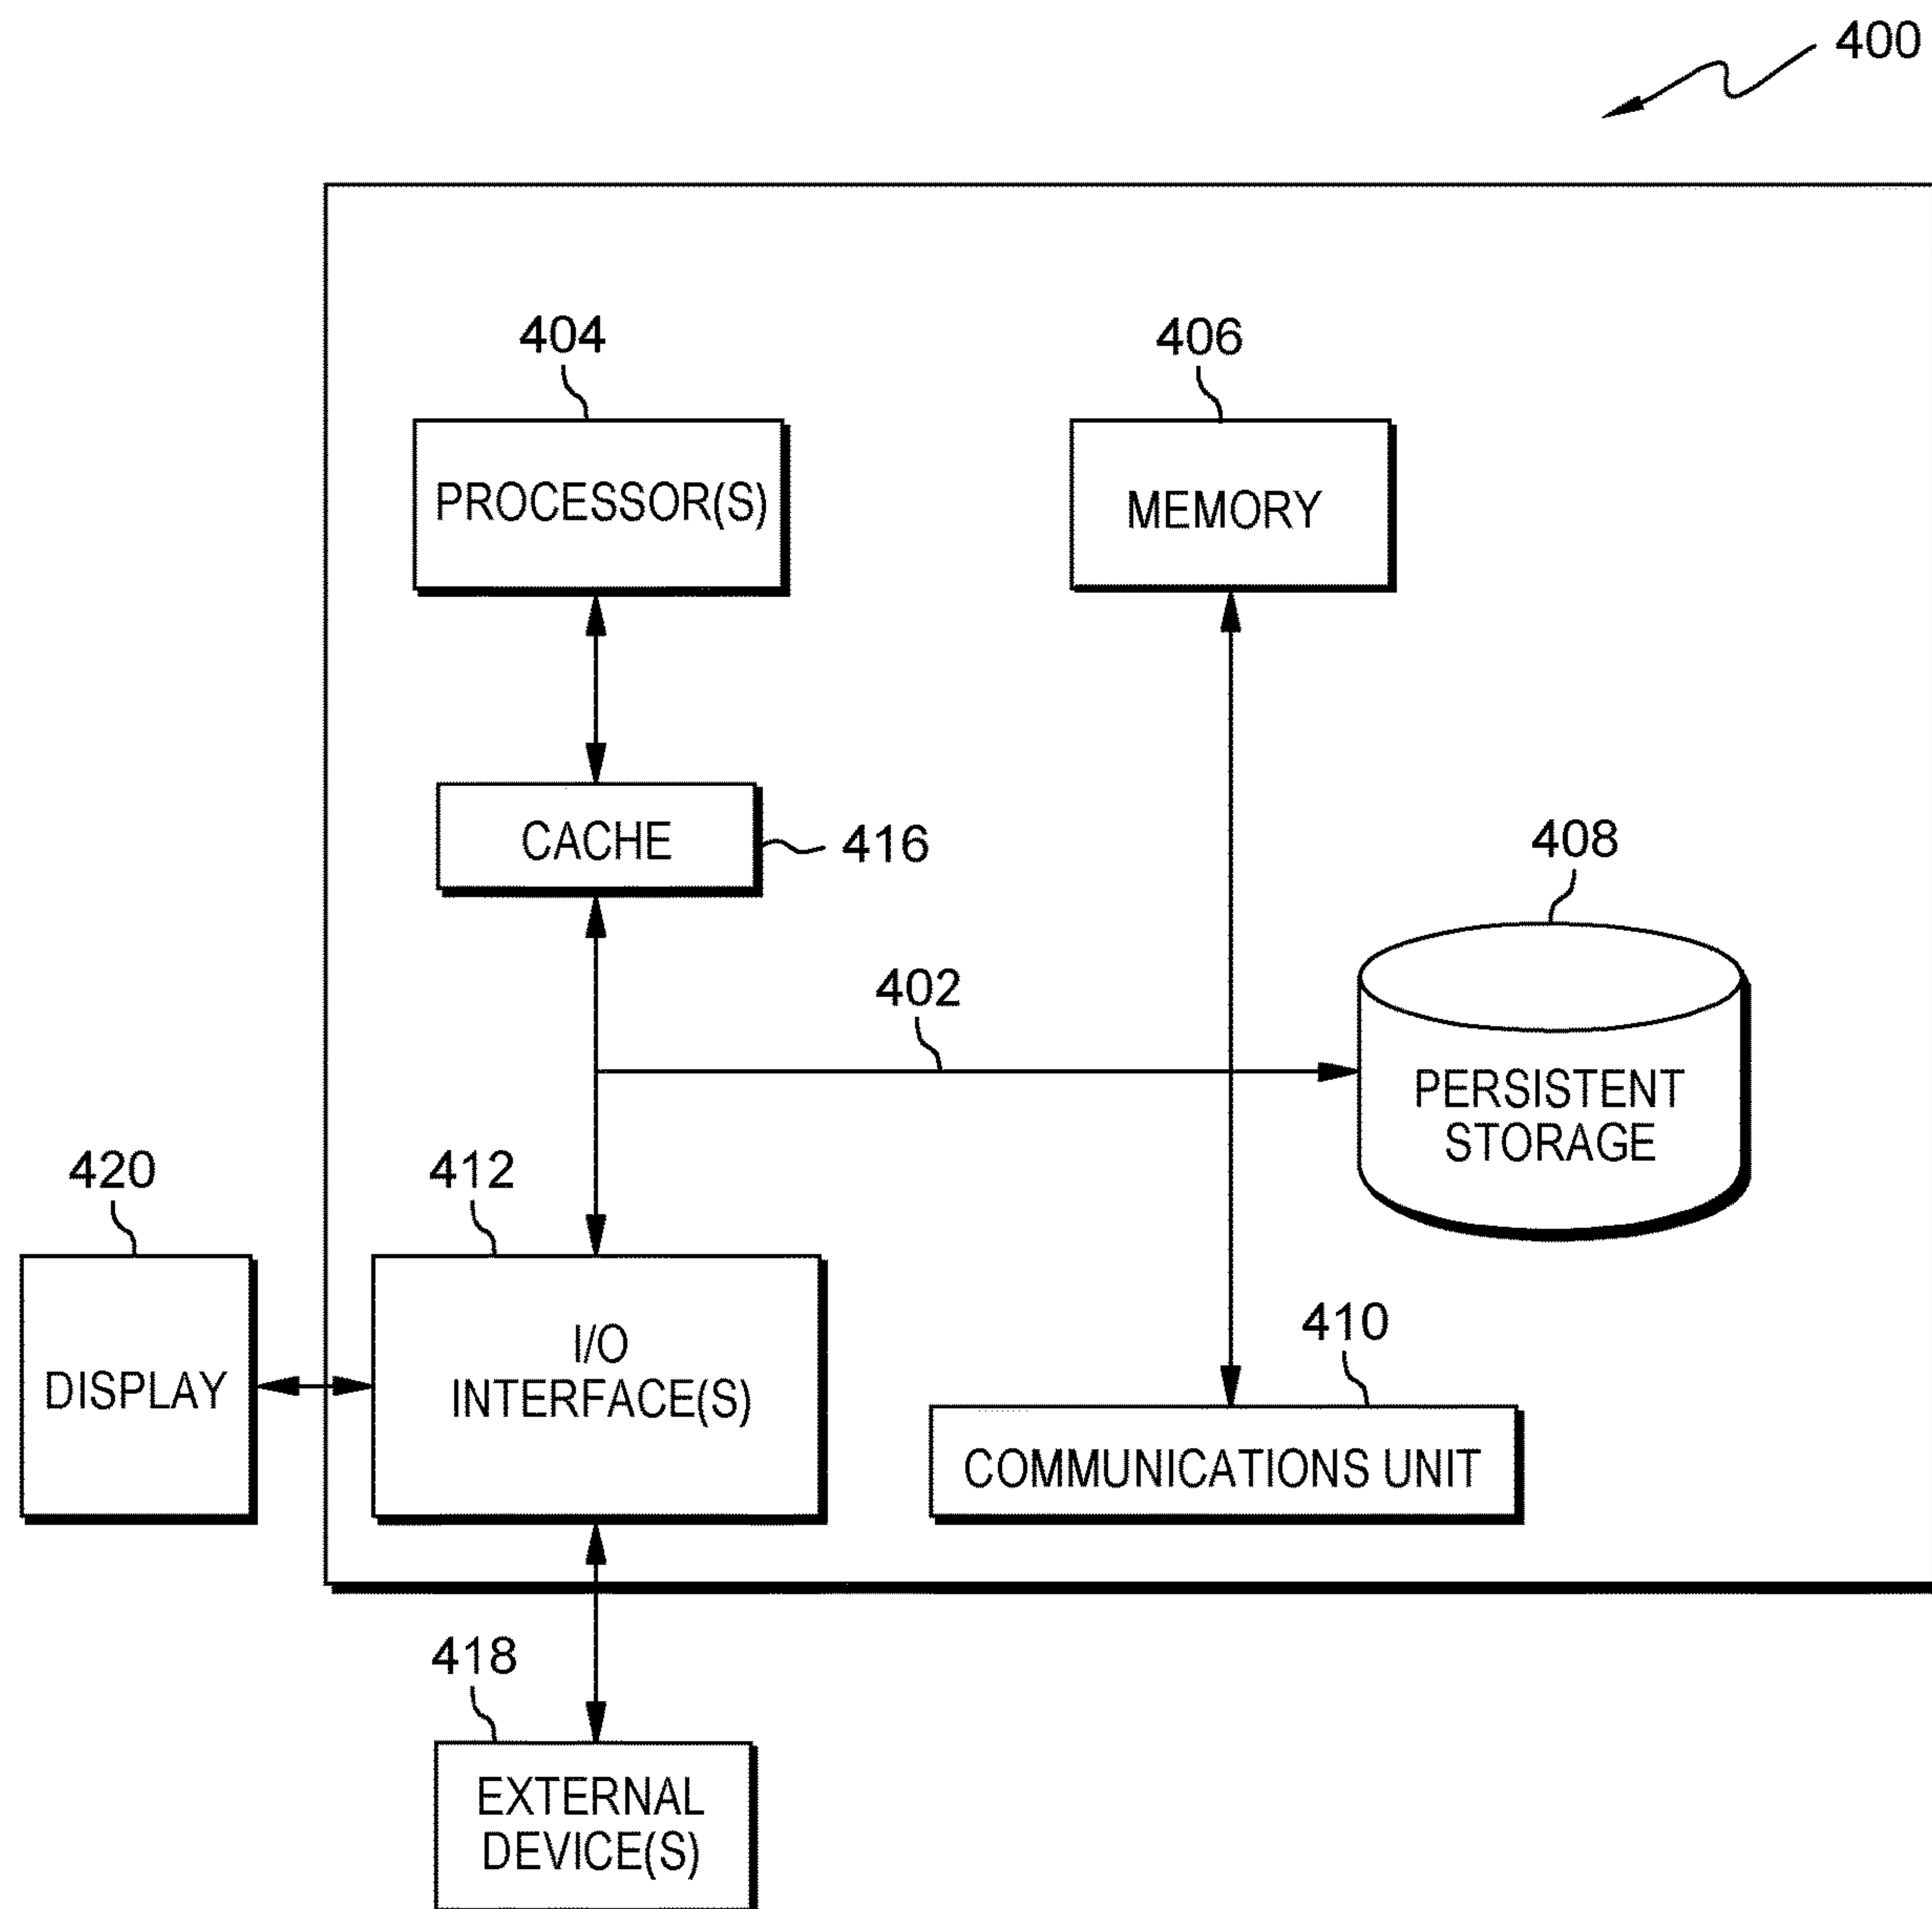 400
404
PROCESSOR(S)
406
MEMORY
CACHE
416
408
PERSISTENT
STORAGE
402
420
DISPLAY
412
I/O
INTERFACE(S)
410
COMMUNICATIONS UNIT
418
EXTERNAL
DEVICE(S)